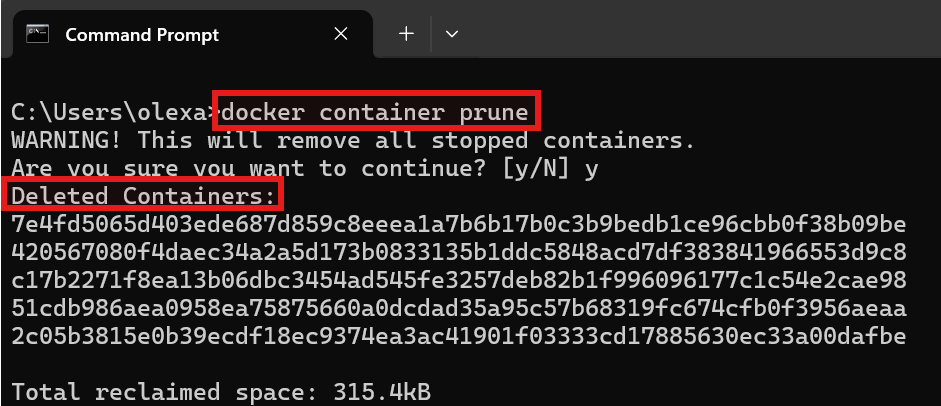 Command Prompt
C:\Users\olexa>docker container prune
WARNING! This will remove all stopped containers.
Are you sure you want to continue? [y/N] y
Deleted Containers:
7e4fd5065d403ede687d859c8eeea1a7b6b17b0c3b9bedb1ce96cbb0f38b09be
420567080f4daec34a2a5d173b0833135b1ddc5848acd7df383841966553d9c8
c17b2271f8ea13b06dbc3454ad545fe3257deb82b1f996096177c1c54e2cae98
51cdb986aea0958ea75875660a0dcdad35a95c57b68319fc674cfb0f3956aeaa
2c05b3815e0b39ecdf18ec9374ea3ac41901f03333cd17885630ec33a00dafbe
Total reclaimed space: 315.4kB